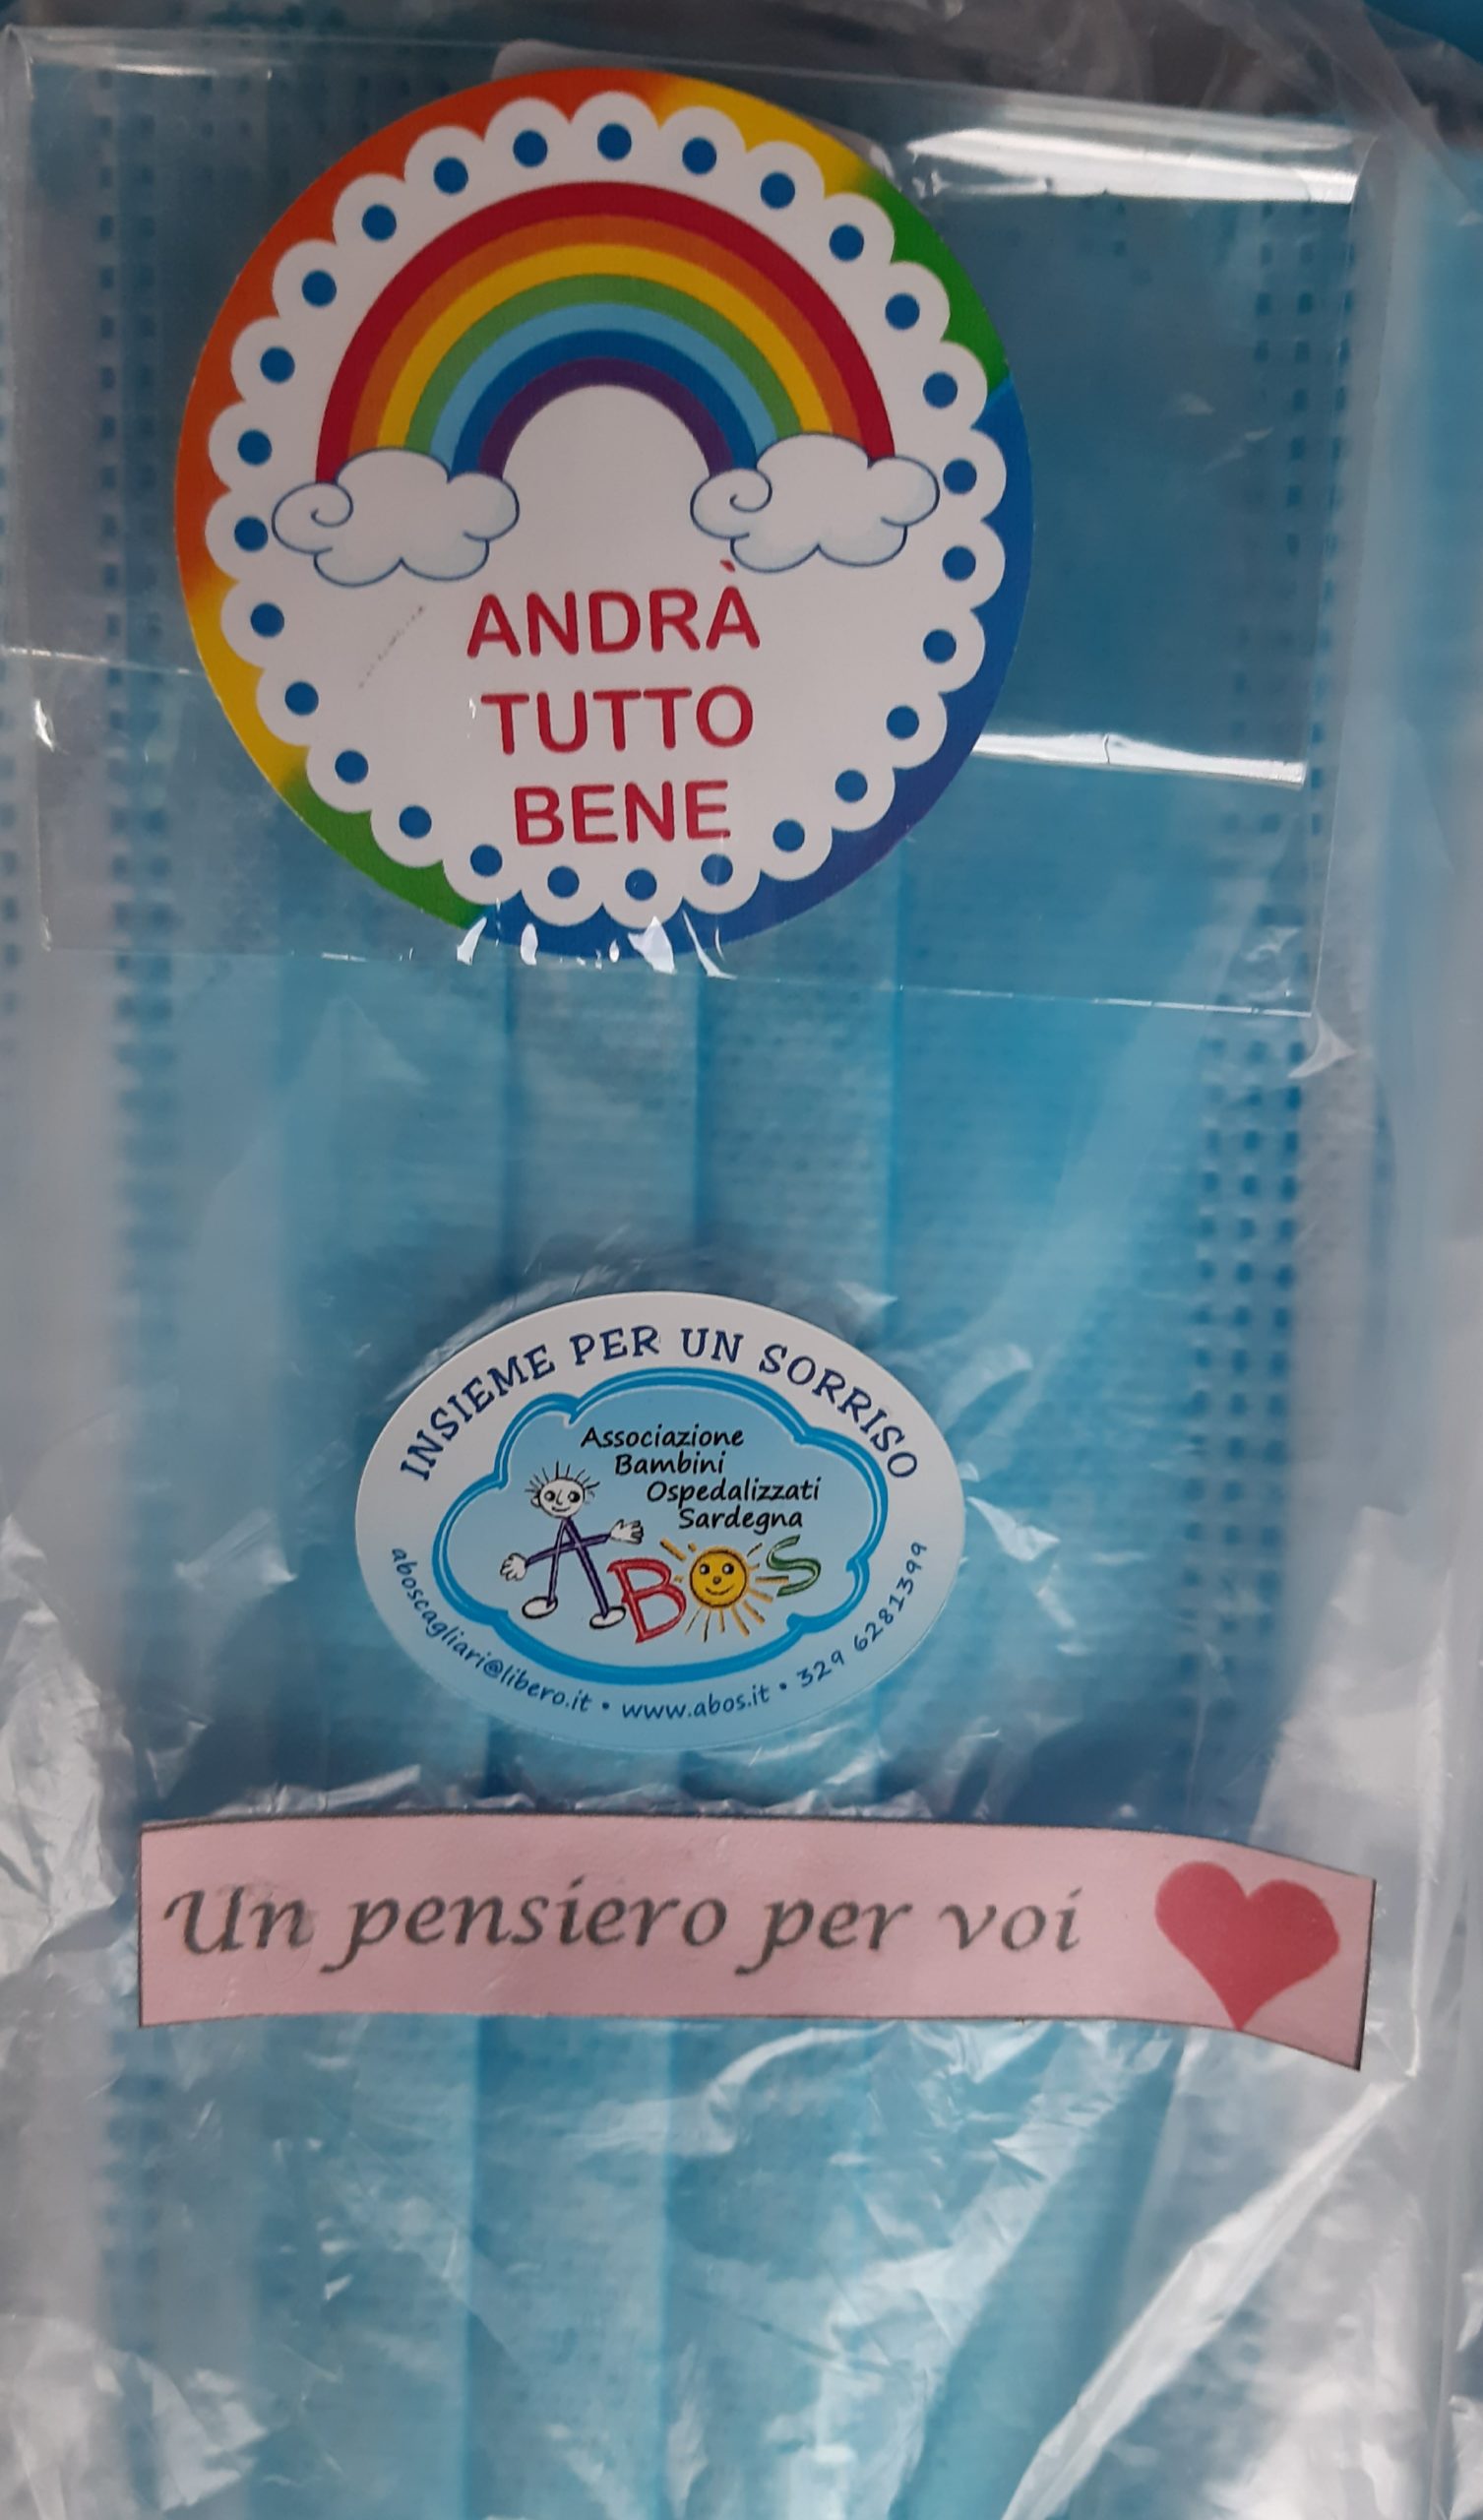 ANDRÀ
TUTTO
BENE
INSIEME PER UN SORRISO
Associazione
Bambini
Ospedalizzati
Sardegna
ABOS
aboscagliari@libero.it • www.abos.it • 329 6281399
Un pensiero per voi